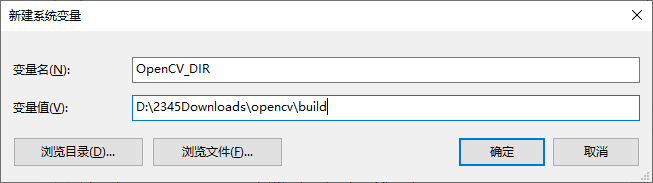 新建系统变量
变量名(N):
OpenCV_DIR
变量值(V):
D:\2345Downloads\opencv\build
浏览目录(D)...
浏览文件(F)...
确定
取消